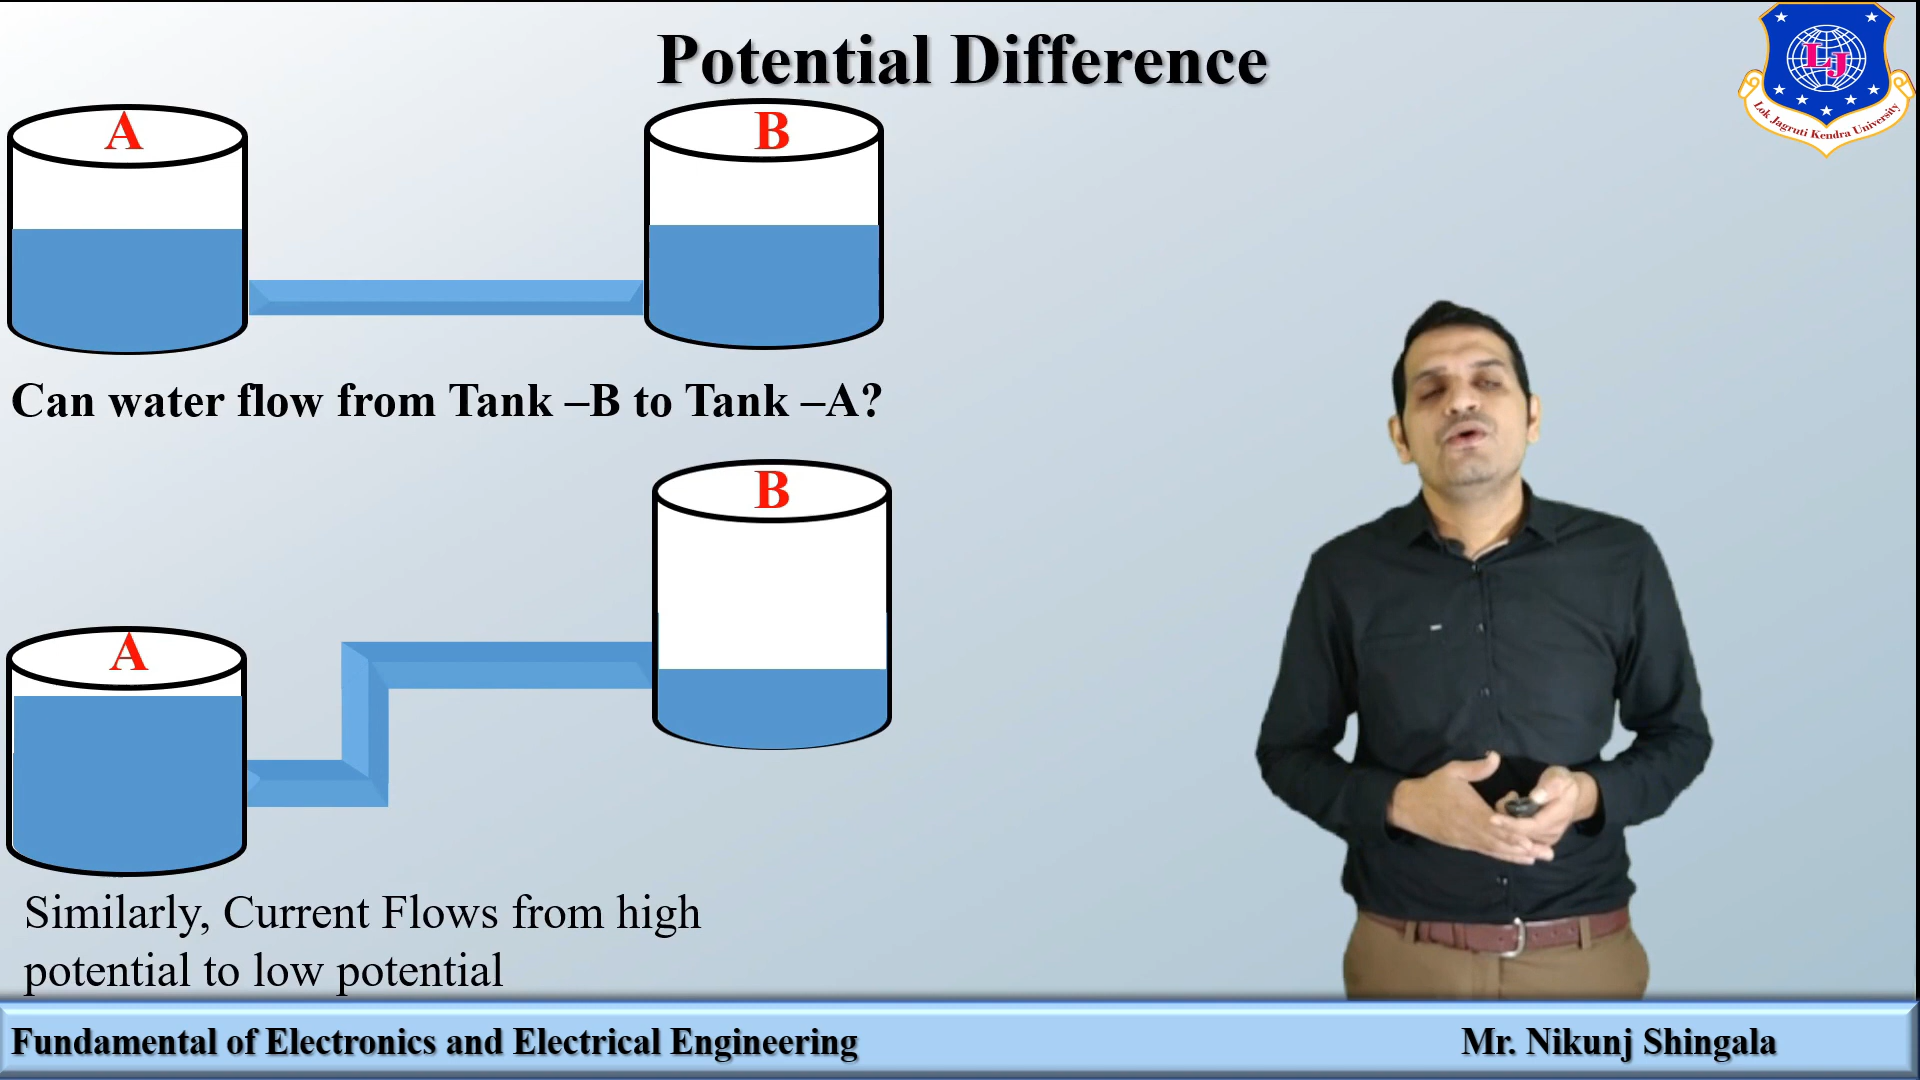 Potential Difference
LJ
Lok Jagruti Kendra University
A
B
Can water flow from Tank –B to Tank –A?
B
A
Similarly, Current Flows from high
potential to low potential
Fundamental of Electronics and Electrical Engineering
Mr. Nikunj Shingala